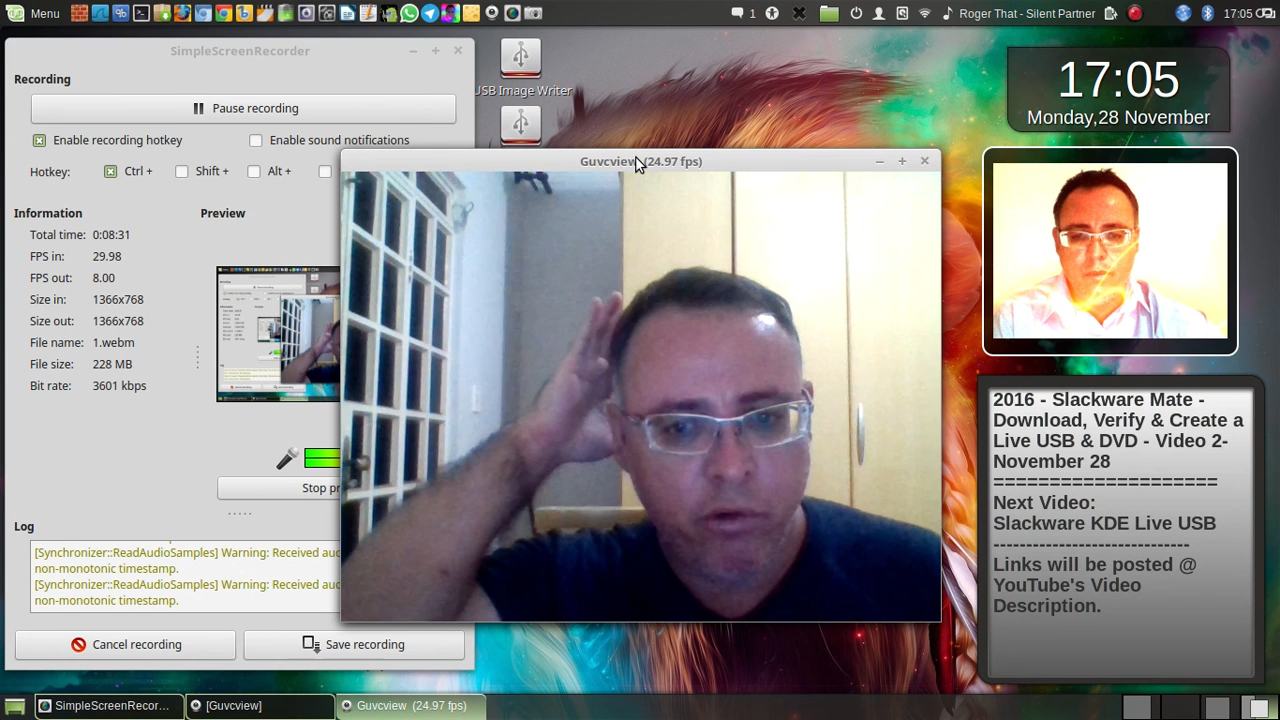 Menu
1
Roger That - Silent Partner
17:05
SimpleScreenRecorder
Recording
Pause recording
Enable recording hotkey
Enable sound notifications
Hotkey:
Ctrl +
Shift +
Alt +
Information
Preview
Total time: 0:08:31
FPS in: 29.98
FPS out: 8.00
Size in: 1366x768
Size out: 1366x768
File name: 1.webm
File size: 228 MB
Bit rate: 3601 kbps
Stop pr
Log
[Synchronizer::ReadAudioSamples] Warning: Received au
non-monotonic timestamp.
[Synchronizer::ReadAudioSamples] Warning: Received au
non-monotonic timestamp.
Cancel recording
Save recording
USB Image Writer
Guvcview (24.97 fps)
17:05
Monday,28 November
2016 - Slackware Mate -
Download, Verify & Create a
Live USB & DVD - Video 2-
November 28
=====================
Next Video:
Slackware KDE Live USB
------------------------------
Links will be posted @
YouTube's Video
Description.
SimpleScreenRecor...
[Guvcview]
Guvcview (24.97 fps)